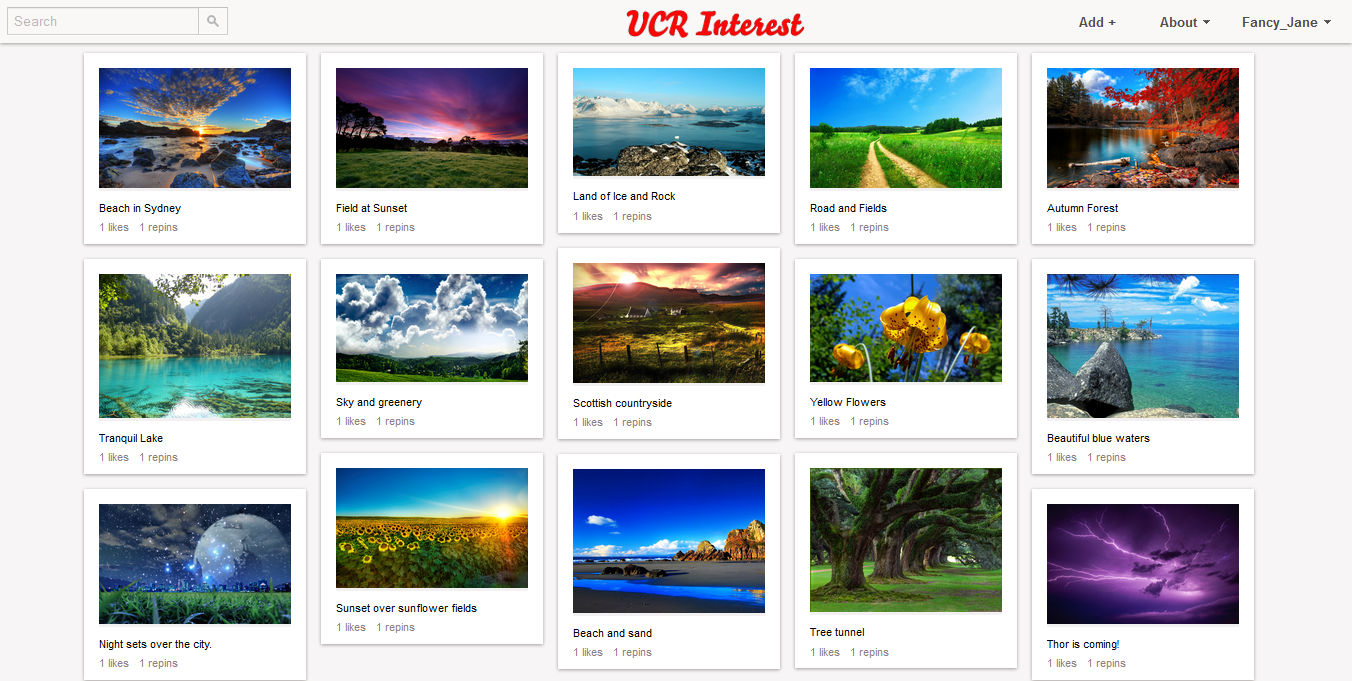 Search
UCR Interest
Add +
About
Fancy_Jane
Beach in Sydney
1 likes 1 repins
Field at Sunset
1 likes 1 repins
Land of Ice and Rock
1 likes 1 repins
Road and Fields
1 likes 1 repins
Autumn Forest
1 likes 1 repins
Tranquil Lake
1 likes 1 repins
Sky and greenery
1 likes 1 repins
Scottish countryside
1 likes 1 repins
Yellow Flowers
1 likes 1 repins
Beautiful blue waters
1 likes 1 repins
Night sets over the city.
1 likes 1 repins
Sunset over sunflower fields
1 likes 1 repins
Beach and sand
1 likes 1 repins
Tree tunnel
1 likes 1 repins
Thor is coming!
1 likes 1 repins